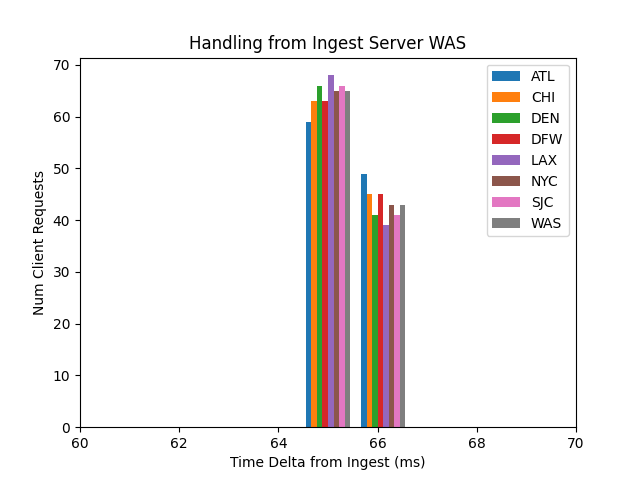 Handling from Ingest Server WAS
70
60
50
40
30
20
10
0
Num Client Requests
ATL
CHI
DEN
DFW
LAX
NYC
SJC
WAS
60 62 64 66 68 70
Time Delta from Ingest (ms)